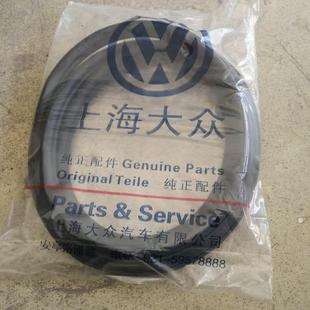 上海大众
纯正配件 Genuine Parts
Original Teile 纯正配件
Parts & Service
上海大众汽车有限公司